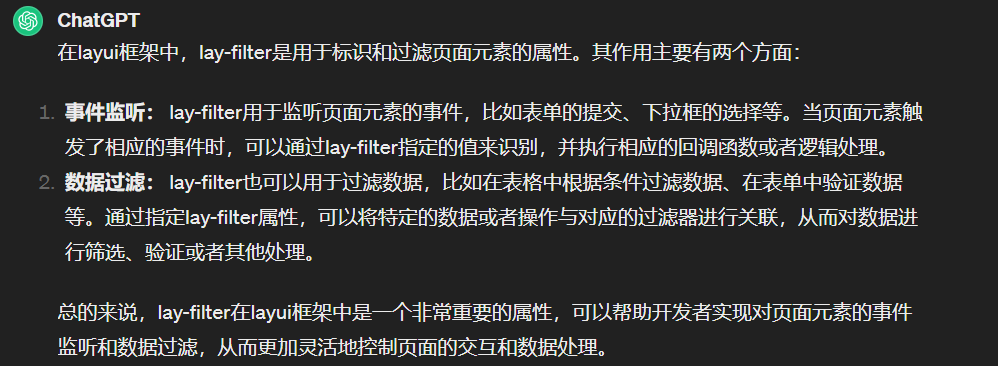 ChatGPT
在layui框架中，lay-filter是用于标识和过滤页面元素的属性。其作用主要有两个方面：
1. 事件监听： lay-filter用于监听页面元素的事件，比如表单的提交、下拉框的选择等。当页面元素触
发了相应的事件时，可以通过lay-filter指定的值来识别，并执行相应的回调函数或者逻辑处理。
2. 数据过滤： lay-filter也可以用于过滤数据，比如在表格中根据条件过滤数据、在表单中验证数据
等。通过指定lay-filter属性，可以将特定的数据或者操作与对应的过滤器进行关联，从而对数据进
行筛选、验证或者其他处理。
总的来说，lay-filter在layui框架中是一个非常重要的属性，可以帮助开发者实现对页面元素的事件
监听和数据过滤，从而更加灵活地控制页面的交互和数据处理。